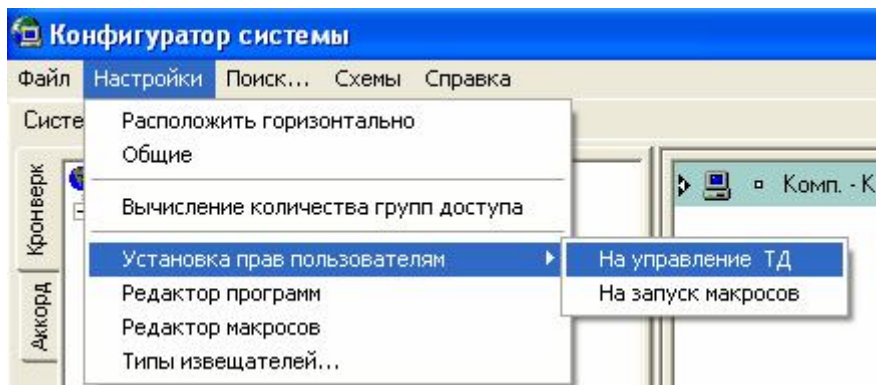 Конфигуратор системы
Файл Настройки Поиск... Схемы Справка
Систе
Расположить горизонтально
Общие
Вычисление количества групп доступа
Установка прав пользователям
Редактор программ
Редактор макросов
Типы извещателей...
На управление ТД
На запуск макросов
Кронверк
Аккорд
Комп. - К